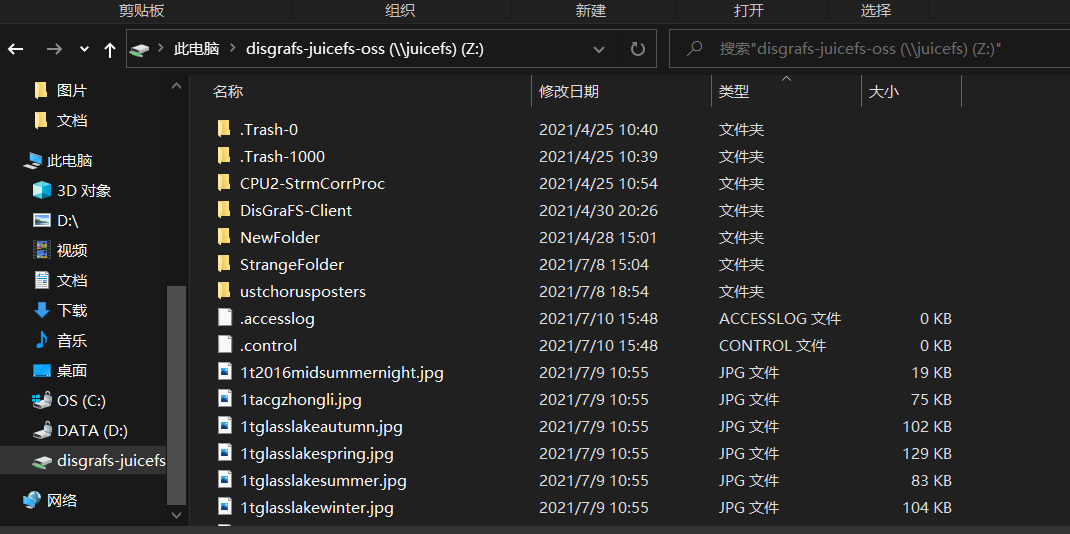 剪贴板 组织 新建 打开 选择
此电脑 disgrafs-juicefs-oss (\\juicefs) (Z:) 搜索"disgrafs-juicefs-oss (\\juicefs) (Z:)"
图片
文档
此电脑
3D 对象
D:\
视频
文档
下载
音乐
桌面
OS (C:)
DATA (D:)
disgrafs-juicefs
网络
名称 修改日期 类型 大小
.Trash-0 2021/4/25 10:40 文件夹
.Trash-1000 2021/4/25 10:39 文件夹
CPU2-StrmCorrProc 2021/4/25 10:54 文件夹
DisGraFS-Client 2021/4/30 20:26 文件夹
NewFolder 2021/4/28 15:01 文件夹
StrangeFolder 2021/7/8 15:04 文件夹
ustchorusposters 2021/7/8 18:54 文件夹
.accesslog 2021/7/10 15:48 ACCESSLOG 文件 0 KB
.control 2021/7/10 15:48 CONTROL 文件 0 KB
1t2016midsummernight.jpg 2021/7/9 10:55 JPG 文件 19 KB
1tacgzhongli.jpg 2021/7/9 10:55 JPG 文件 75 KB
1tglasslakeautumn.jpg 2021/7/9 10:55 JPG 文件 102 KB
1tglasslakespring.jpg 2021/7/9 10:55 JPG 文件 129 KB
1tglasslakesummer.jpg 2021/7/9 10:55 JPG 文件 83 KB
1tglasslakewinter.jpg 2021/7/9 10:55 JPG 文件 104 KB